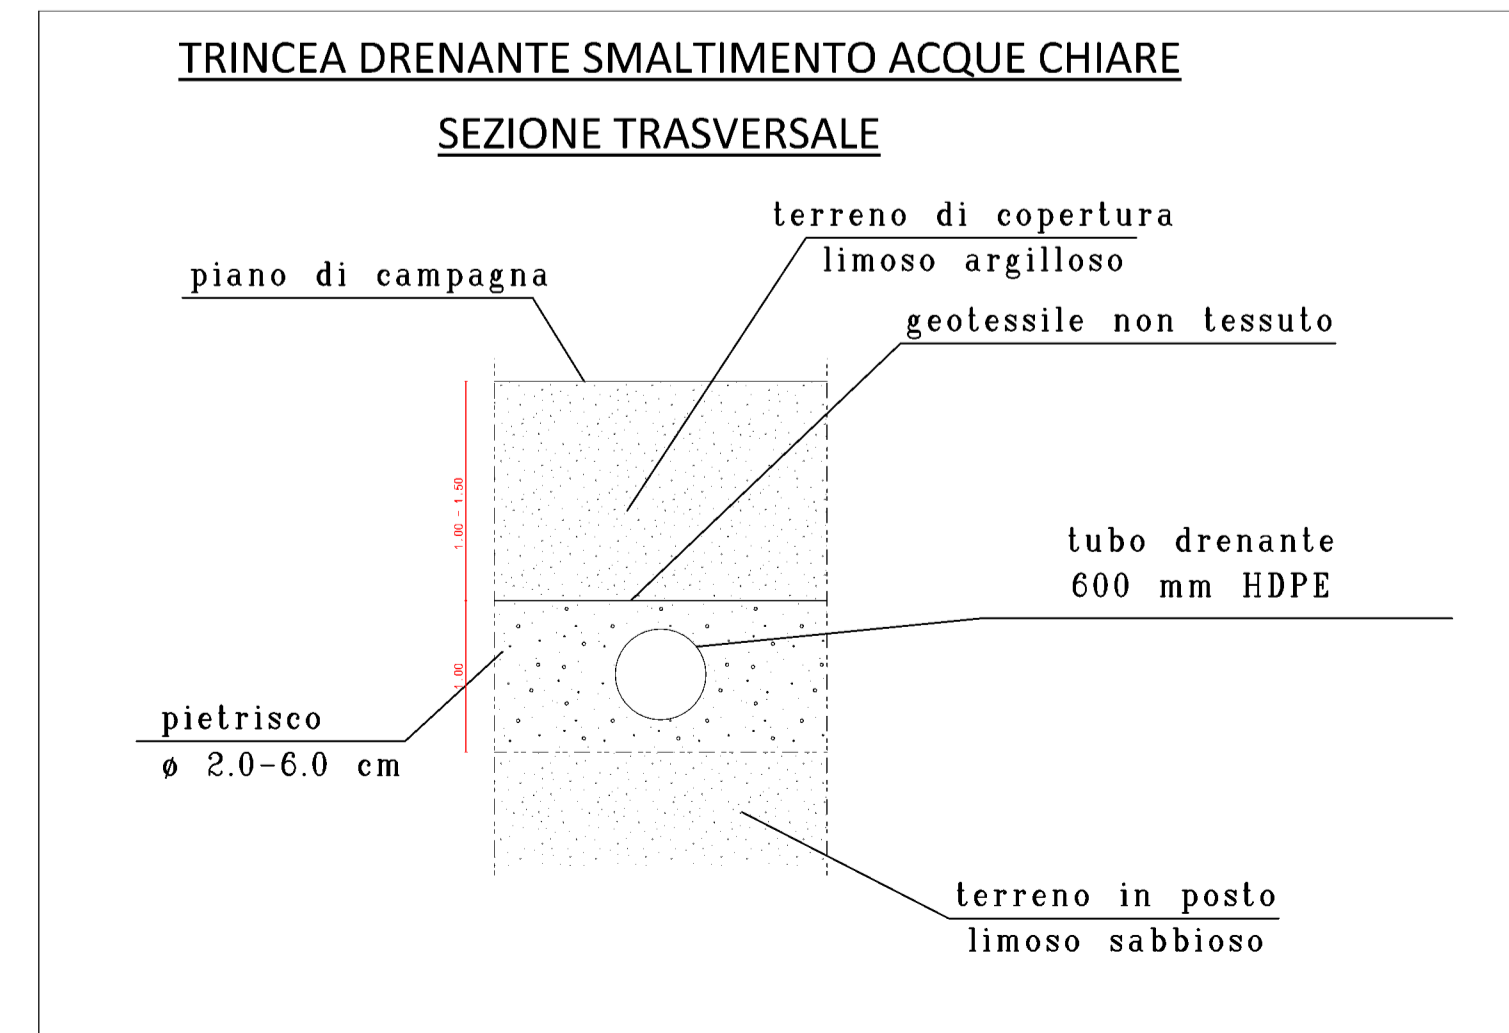 TRINCEA DRENANTE SMALTIMENTO ACQUE CHIARE
SEZIONE TRASVERSALE
terreno di copertura
limoso argilloso
piano di campagna
geotessile non tessuto
1.00 - 1.50
tubo drenante
600 mm HDPE
1.00
pietrisco
ø 2.0-6.0 cm
terreno in posto
limoso sabbioso